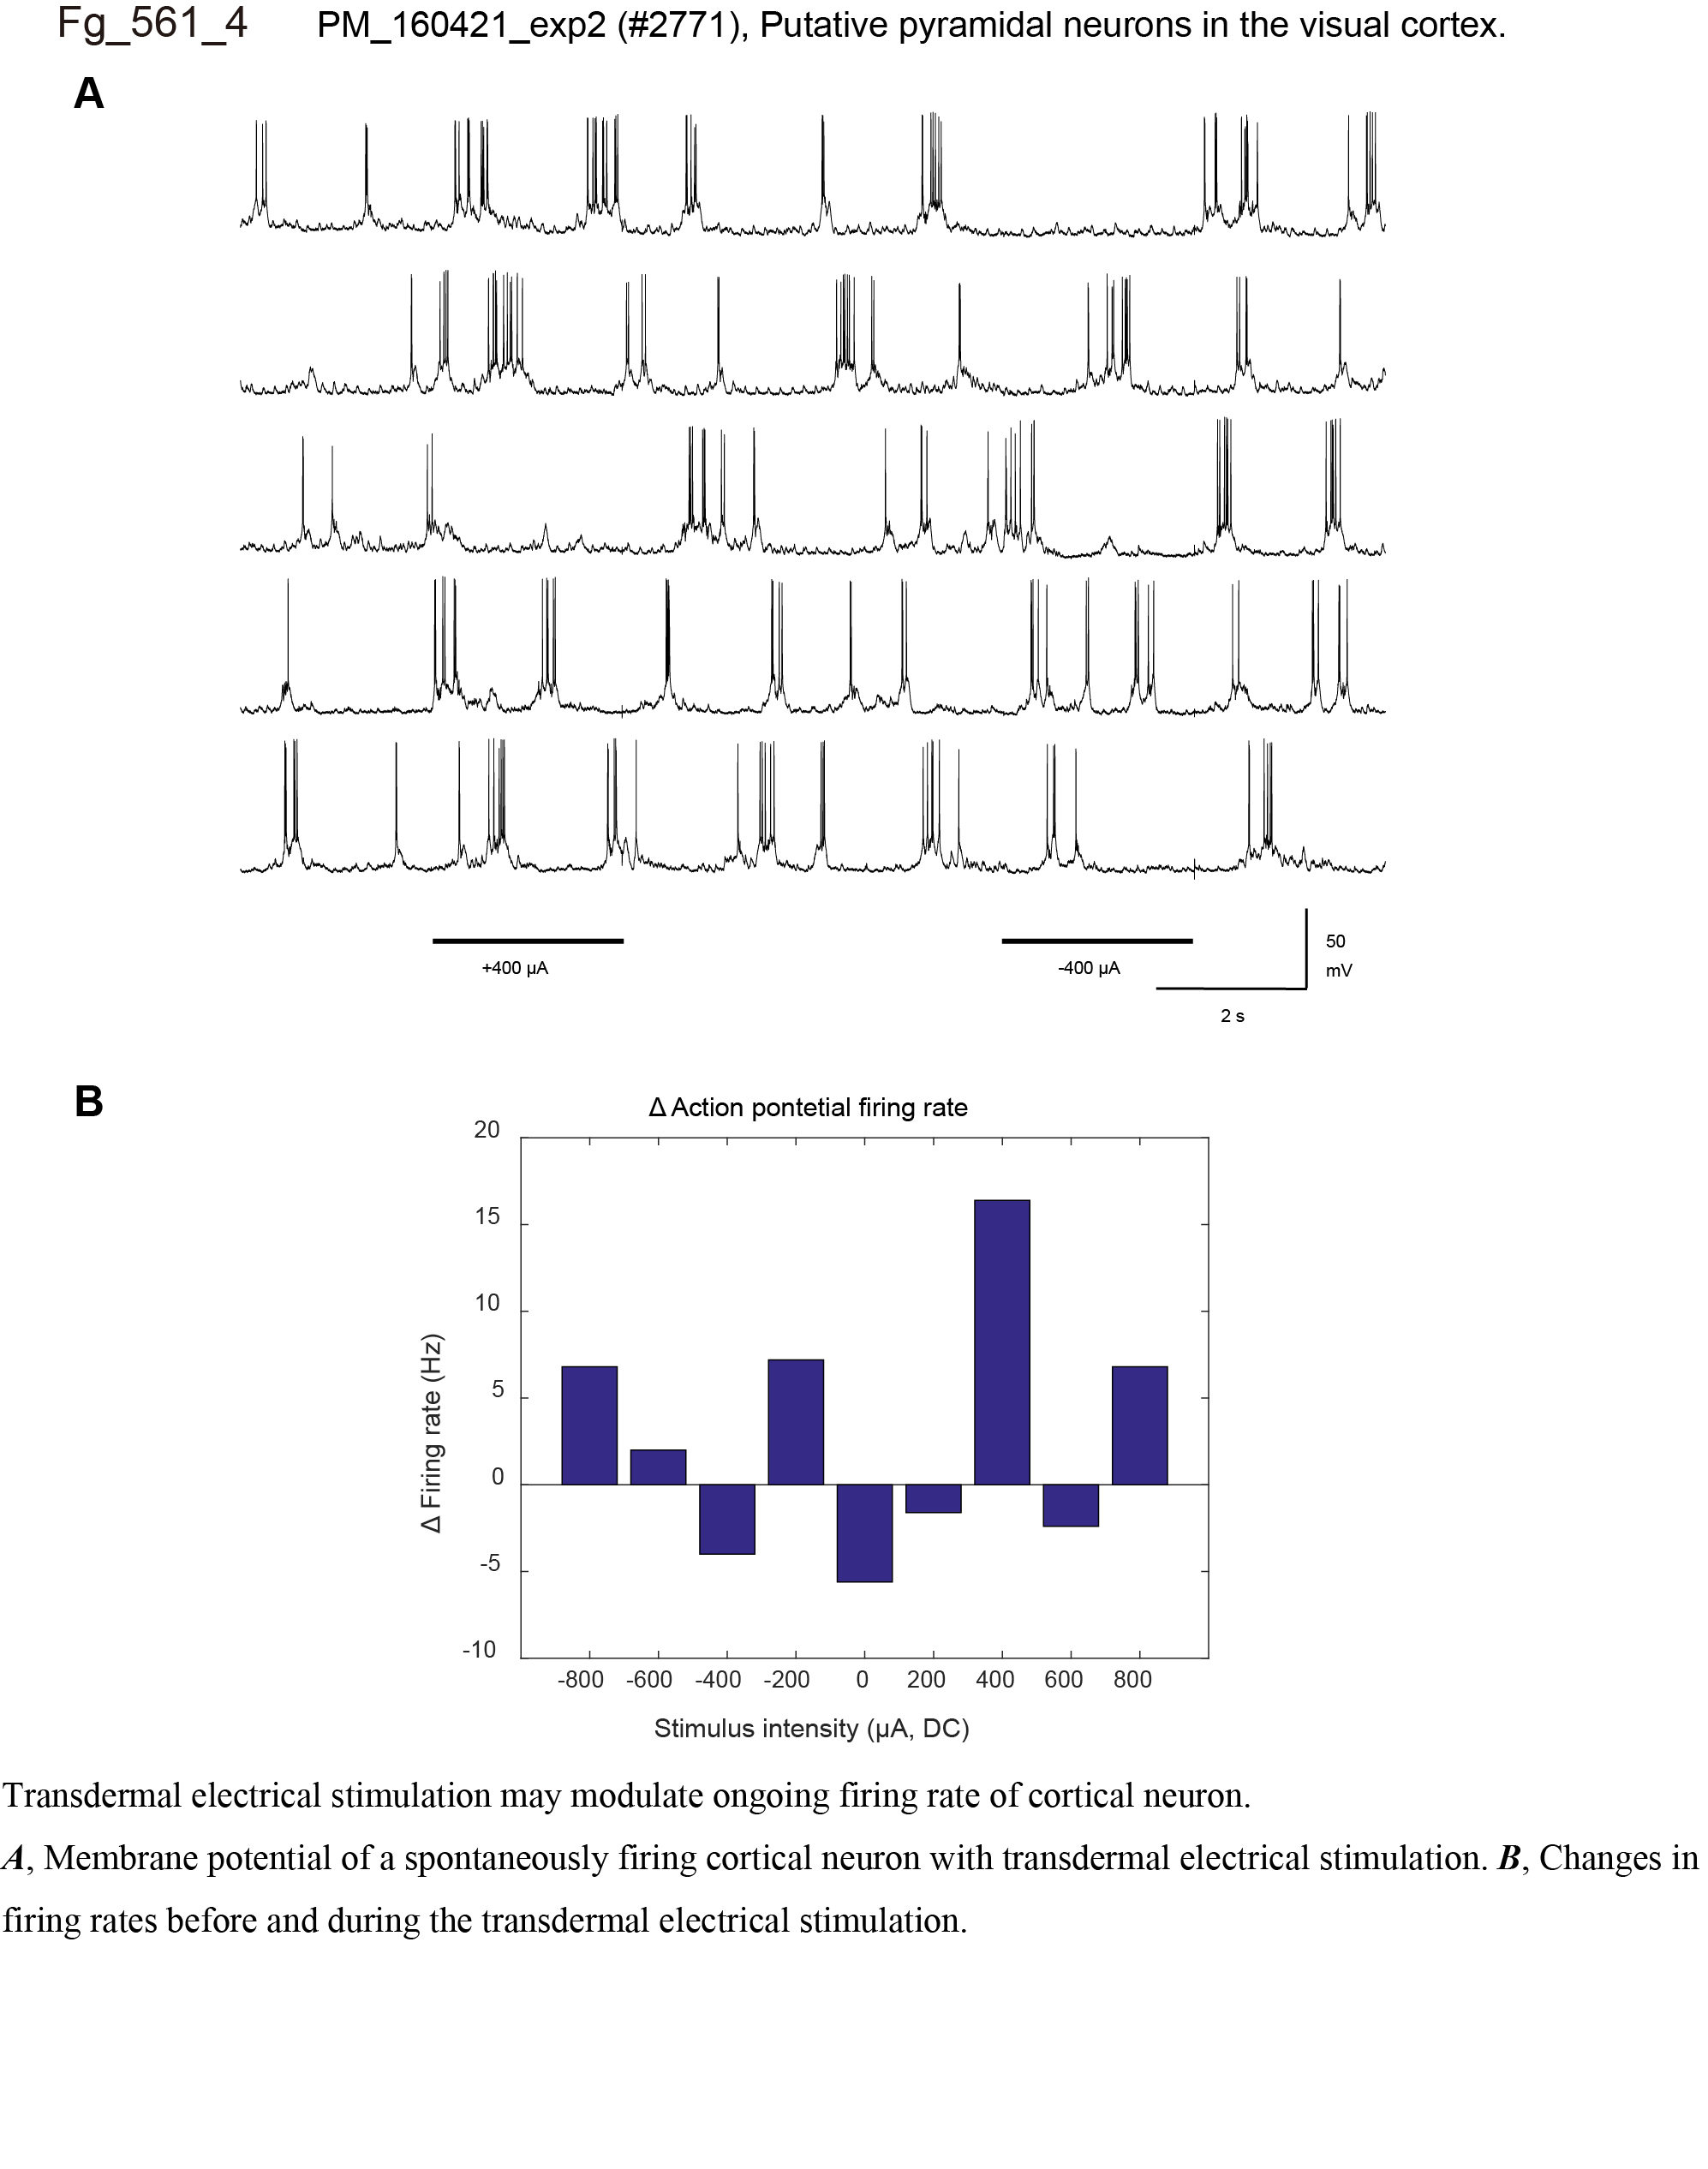 Fg_561_4 PM_160421_exp2 (#2771), Putative pyramidal neurons in the visual cortex.
A
+400 µA
-400 µA
50
mV
2 s
B
Δ Action pontetial firing rate
20
15
10
5
0
-5
-10
Δ Firing rate (Hz)
-800 -600 -400 -200 0 200 400 600 800
Stimulus intensity (µA, DC)
Transdermal electrical stimulation may modulate ongoing firing rate of cortical neuron.
A, Membrane potential of a spontaneously firing cortical neuron with transdermal electrical stimulation. B, Changes in
firing rates before and during the transdermal electrical stimulation.